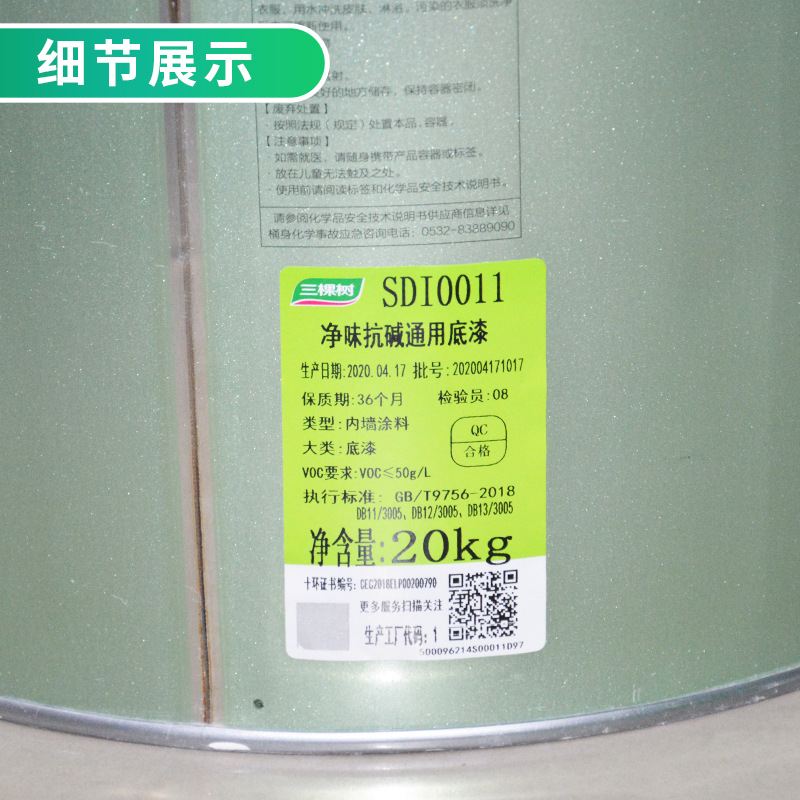 细节展示
衣服，用水冲洗皮肤、淋浴，污染的衣服须洗净
使用。
好的地方储存，保持容器密闭。
【废弃处置】
· 按照法规（规定）处置本品、容器。
【注意事项】
· 如需就医，请随身携带产品容器或标签。
· 放在儿童无法触及之处。
· 使用前请阅读标签和化学品安全技术说明书。
请参阅化学品安全技术说明书供应商信息详见
桶身化学事故应急咨询电话：0532-83889090
三棵树 SDI0011
净味抗碱通用底漆
生产日期:2020.04.17 批号:202004171017
保质期:36个月 检验员:08
类型:内墙涂料
QC
大类:底漆
合格
VOC要求:VOC≤50g/L
执行标准: GB/T9756-2018
DB11/3005、DB12/3005、DB13/3005
净含量:20kg
十环证书编号: CEC2018ELP00200790
更多服务扫描关注
生产工厂代码: 1
500096214S00011D97